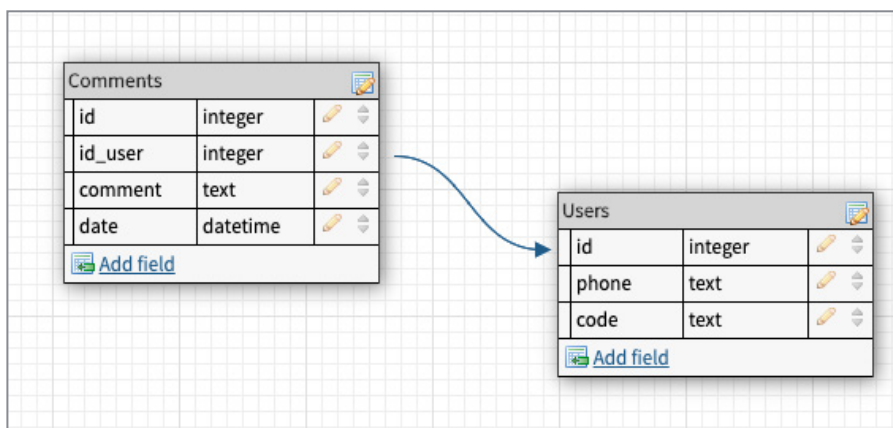 Comments
id integer
id_user integer
comment text
date datetime
Add field
Users
id integer
phone text
code text
Add field